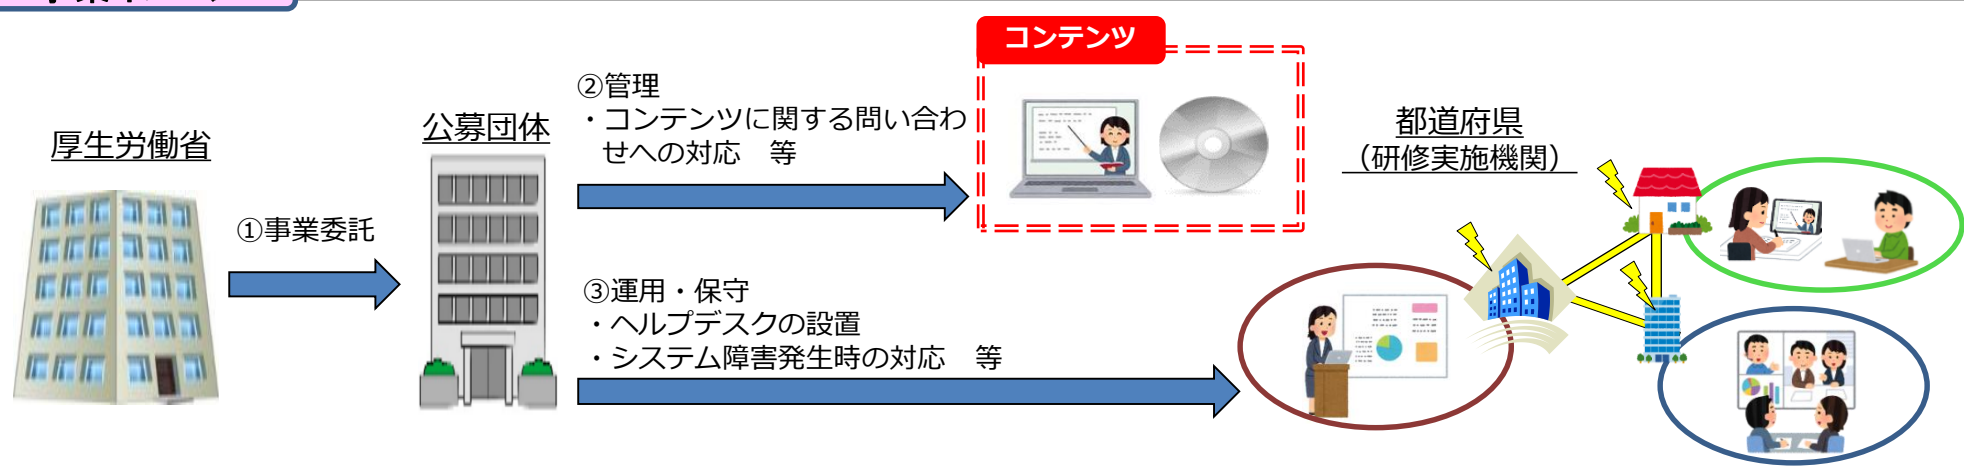 厚生労働省
①事業委託
公募団体
②管理
・コンテンツに関する問い合わ
せへの対応　等
③運用・保守
・ヘルプデスクの設置
・システム障害発生時の対応　等
コンテンツ
都道府県
（研修実施機関）